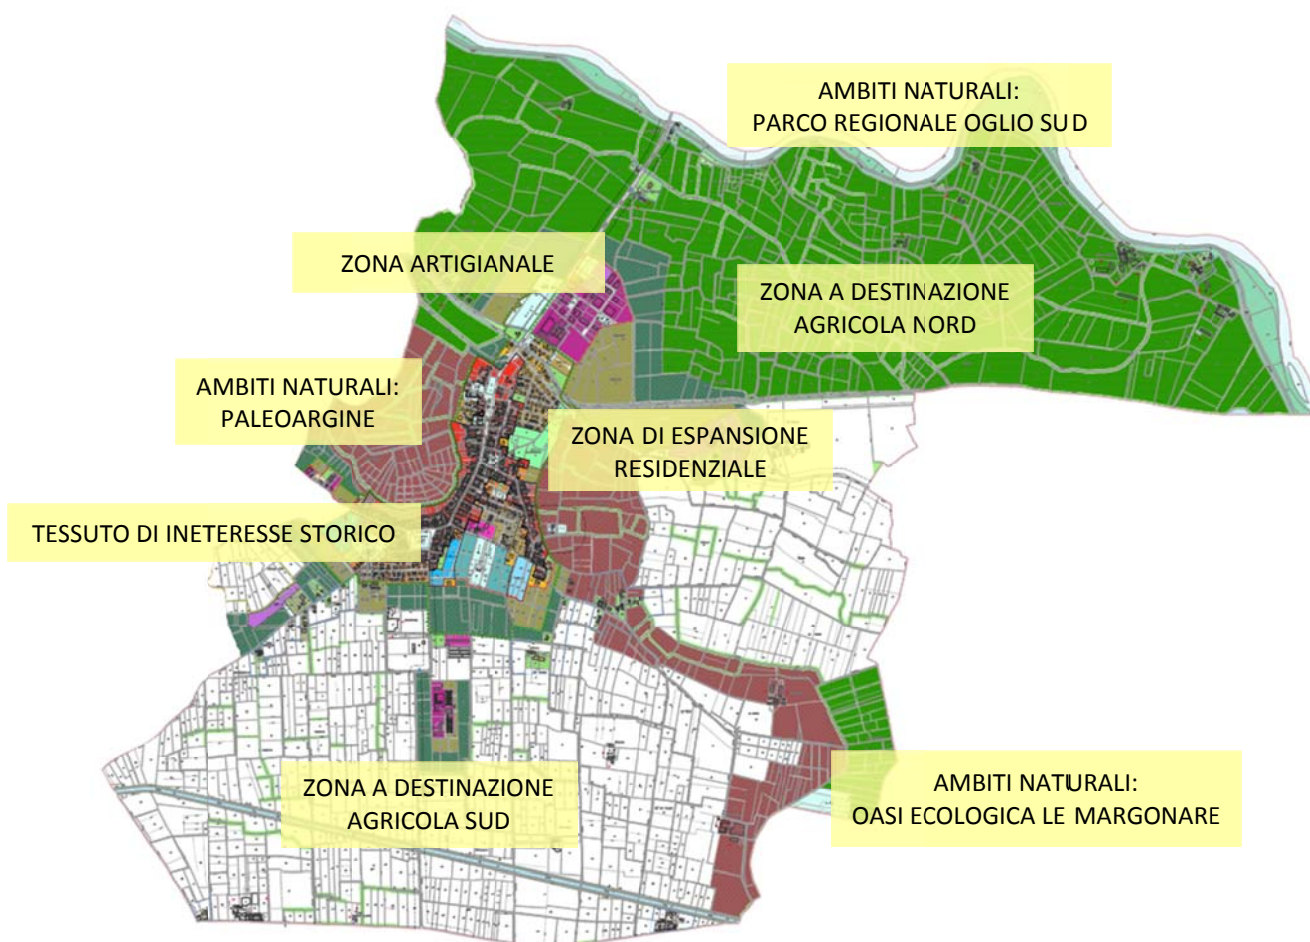 AMBITI NATURALI:
PARCO REGIONALE OGLIO SUD
ZONA ARTIGIANALE
ZONA A DESTINAZIONE
AGRICOLA NORD
AMBITI NATURALI:
PALEOARGINE
ZONA DI ESPANSIONE
RESIDENZIALE
TESSUTO DI INETERESSE STORICO
ZONA A DESTINAZIONE
AGRICOLA SUD
AMBITI NATURALI:
OASI ECOLOGICA LE MARGONARE